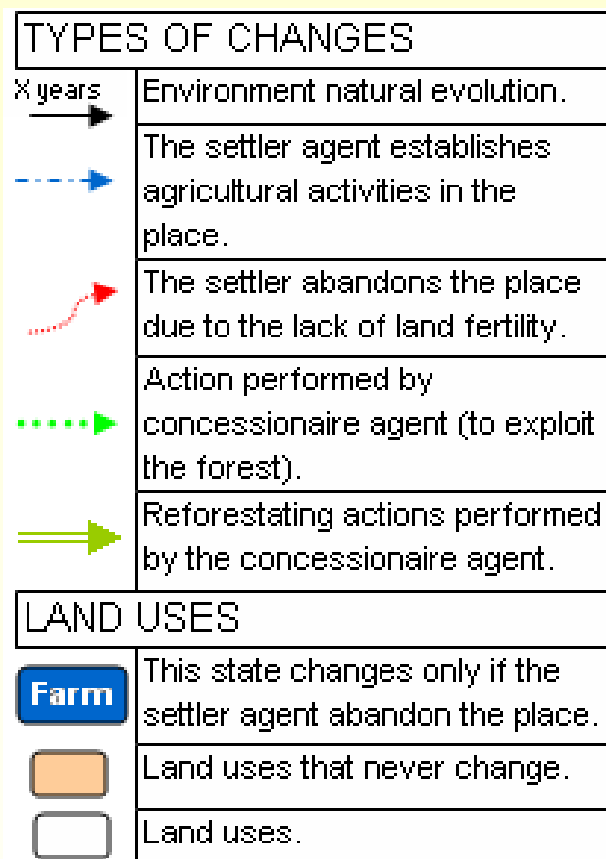 TYPES OF CHANGES
X years
Environment natural evolution.
The settler agent establishes
agricultural activities in the
place.
The settler abandons the place
due to the lack of land fertility.
Action performed by
concessionaire agent (to exploit
the forest).
Reforestating actions performed
by the concessionaire agent.
LAND USES
Farm
This state changes only if the
settler agent abandon the place.
Land uses that never change.
Land uses.